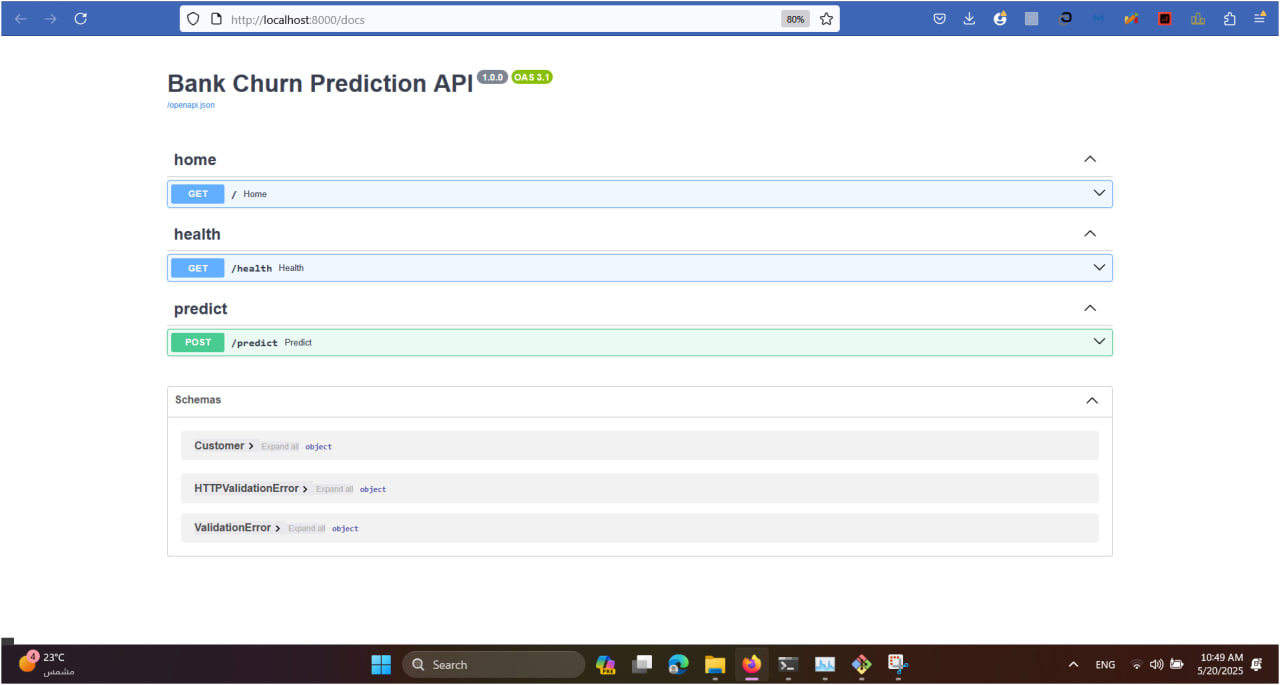 http://localhost:8000/docs
80%
Bank Churn Prediction API 1.0.0 OAS 3.1
/openapi.json
home
GET / Home
health
GET /health Health
predict
POST /predict Predict
Schemas
Customer Expand all object
HTTPValidationError Expand all object
ValidationError Expand all object
4
23°C
مشمس
Search
PRE
ENG
10:49 AM
5/20/2025